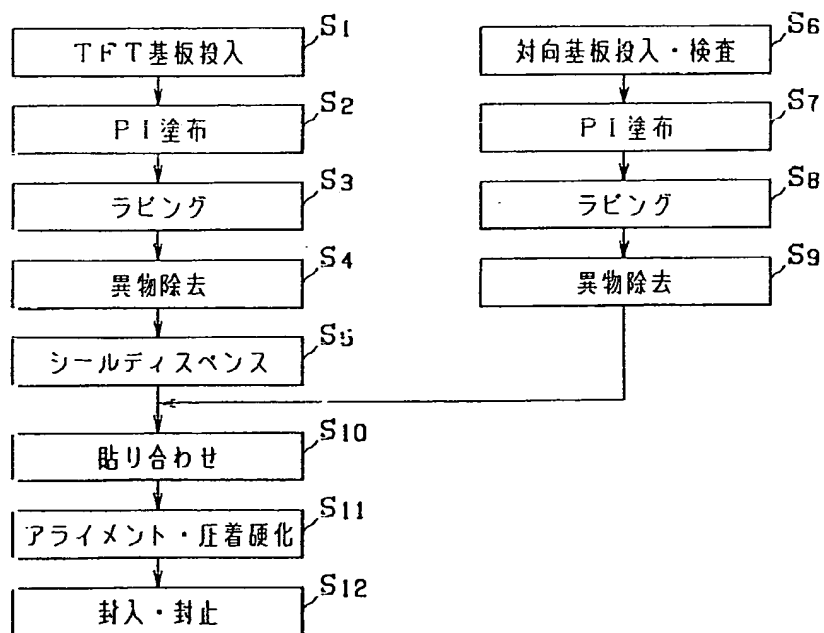 S1
TFT基板投入
S2
PI塗布
S3
ラビング
S4
異物除去
S5
シールディスペンス
S6
対向基板投入・検査
S7
PI塗布
S8
ラビング
S9
異物除去
S10
貼り合わせ
S11
アライメント・圧着硬化
S12
封入・封止